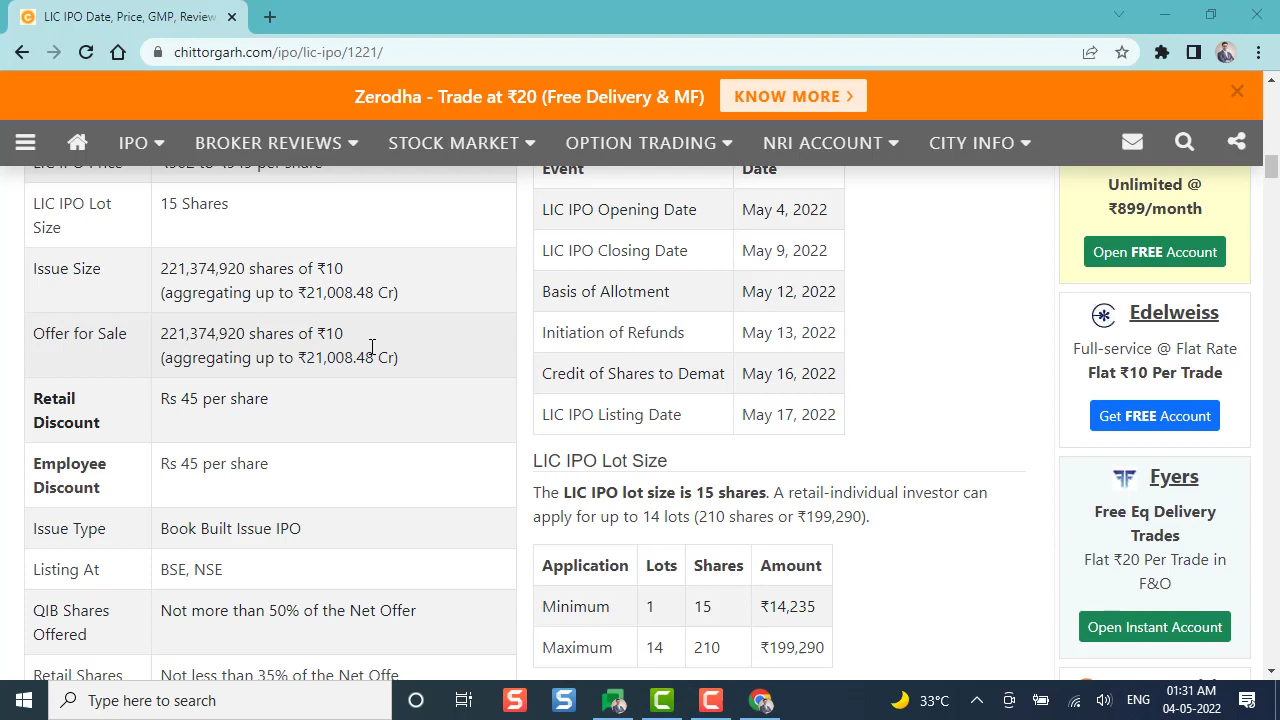 LIC IPO Date, Price, GMP, Review
chittorgarh.com/ipo/lic-ipo/1221/
Zerodha - Trade at ₹20 (Free Delivery & MF)
KNOW MORE >
IPO
BROKER REVIEWS
STOCK MARKET
OPTION TRADING
NRI ACCOUNT
CITY INFO
LIC IPO Lot
Size
15 Shares
Issue Size
221,374,920 shares of ₹10
(aggregating up to ₹21,008.48 Cr)
Offer for Sale
221,374,920 shares of ₹10
(aggregating up to ₹21,008.48 Cr)
Retail
Discount
Rs 45 per share
Employee
Discount
Rs 45 per share
Issue Type
Book Built Issue IPO
Listing At
BSE, NSE
QIB Shares
Offered
Not more than 50% of the Net Offer
Retail Shares
Not less than 35% of the Net Offe
Event
Date
LIC IPO Opening Date
May 4, 2022
LIC IPO Closing Date
May 9, 2022
Basis of Allotment
May 12, 2022
Initiation of Refunds
May 13, 2022
Credit of Shares to Demat
May 16, 2022
LIC IPO Listing Date
May 17, 2022
LIC IPO Lot Size
The LIC IPO lot size is 15 shares. A retail-individual investor can
apply for up to 14 lots (210 shares or ₹199,290).
Application Lots Shares Amount
Minimum 1 15 ₹14,235
Maximum 14 210 ₹199,290
Unlimited @
₹899/month
Open FREE Account
Edelweiss
Full-service @ Flat Rate
Flat ₹10 Per Trade
Get FREE Account
Fyers
Free Eq Delivery
Trades
Flat ₹20 Per Trade in
F&O
Open Instant Account
Type here to search
33°C
ENG
01:31 AM
04-05-2022